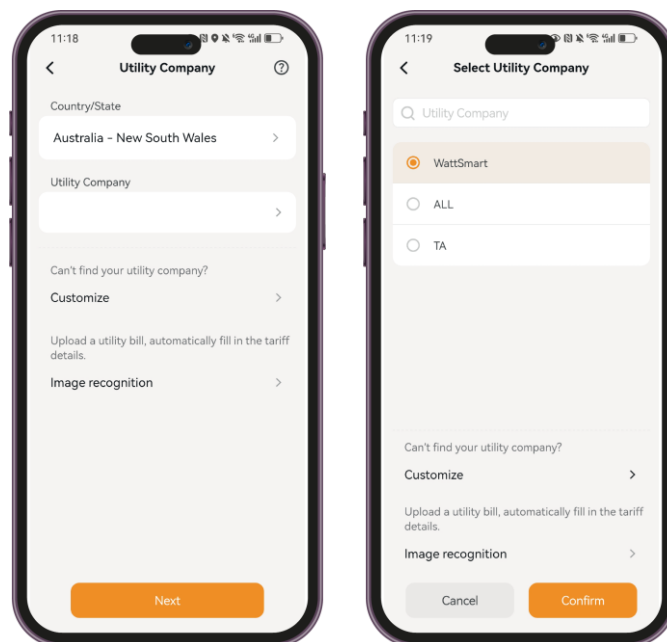 11:18
Utility Company
Country/State
Australia - New South Wales
Utility Company
Can't find your utility company?
Customize
Upload a utility bill, automatically fill in the tariff
details.
Image recognition
Next
11:19
Select Utility Company
Utility Company
WattSmart
ALL
TA
Can't find your utility company?
Customize
Upload a utility bill, automatically fill in the tariff
details.
Image recognition
Cancel
Confirm